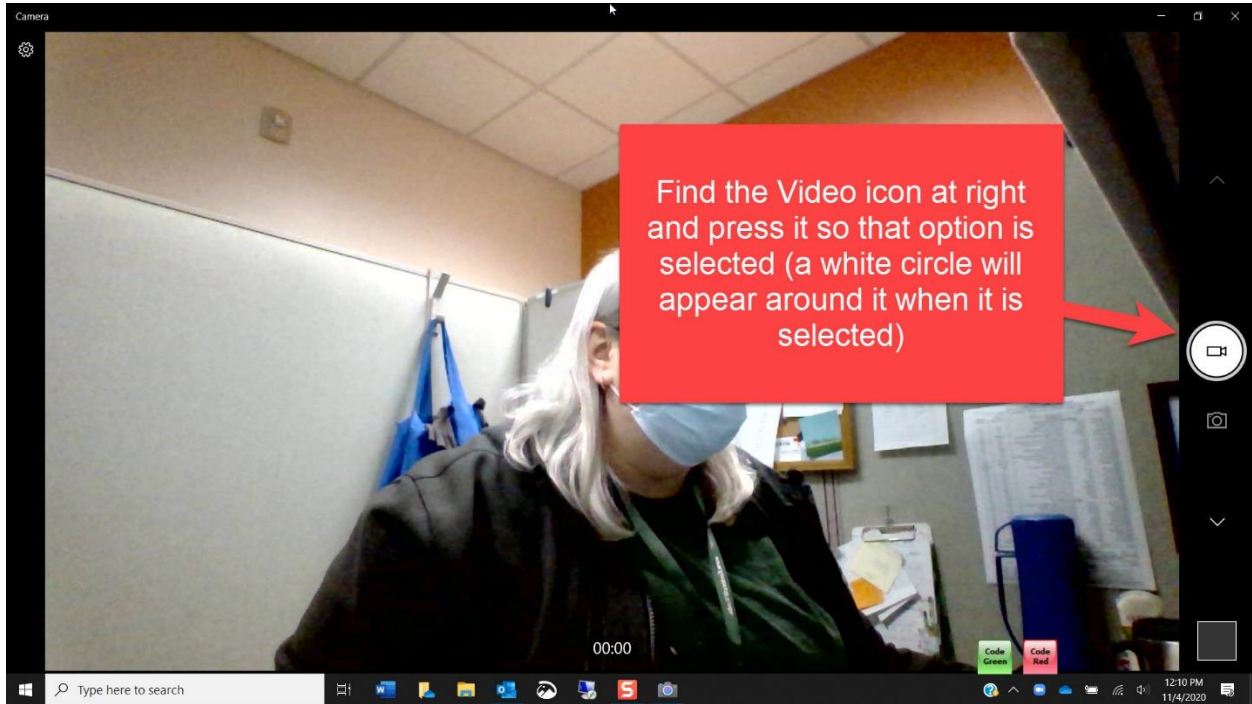 Camera
Find the Video icon at right
and press it so that option is
selected (a white circle will
appear around it when it is
selected)
00:00
Code
Green
Code
Red
Type here to search
12:10 PM
11/4/2020